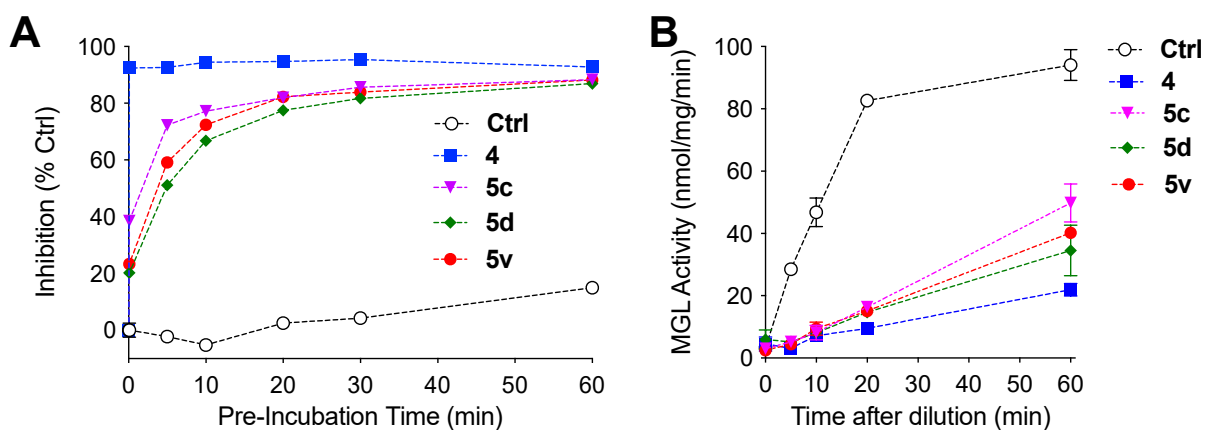 A
Inhibition (% Ctrl)
100
80
60
40
20
0
0
10
20
30
40
50
60
Pre-Incubation Time (min)
Ctrl
4
5c
5d
5v
B
MGL Activity (nmol/mg/min)
100
80
60
40
20
0
0
10
20
30
40
50
60
Time after dilution (min)
Ctrl
4
5c
5d
5v